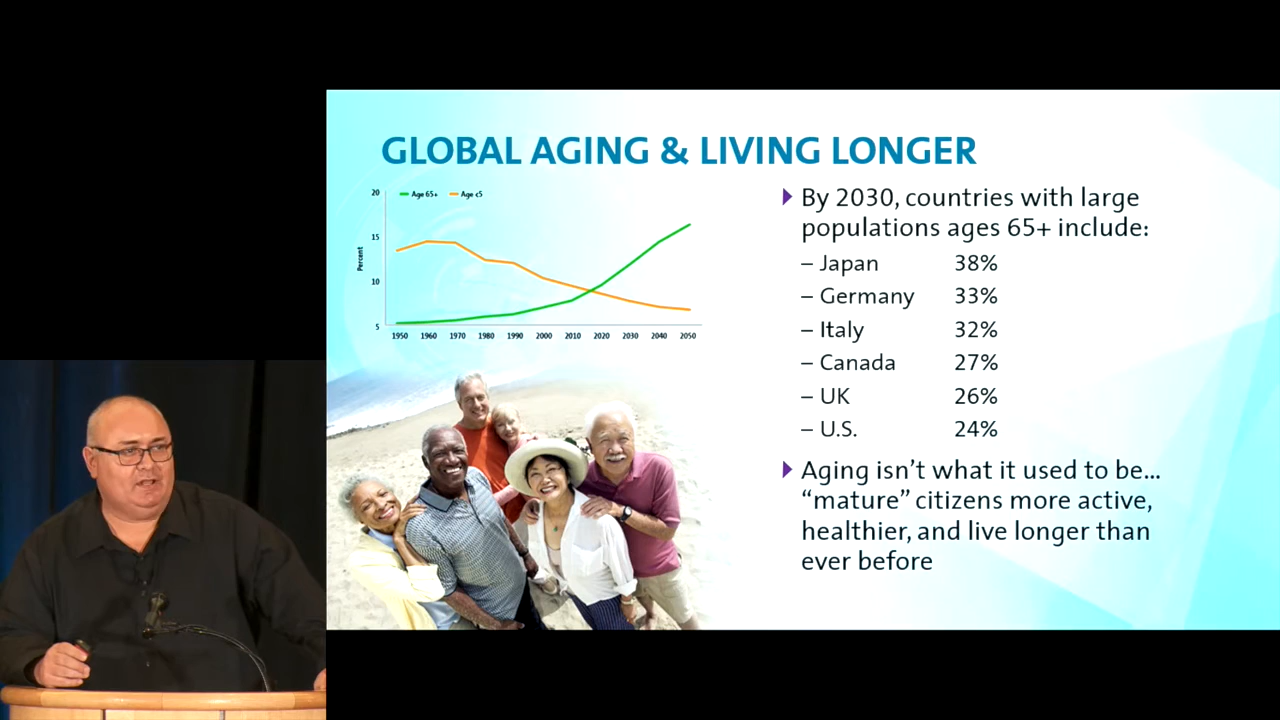 GLOBAL AGING & LIVING LONGER
20
Age 65+ Age <5
15
Percent
10
5
1950 1960 1970 1980 1990 2000 2010 2020 2030 2040 2050
By 2030, countries with large
populations ages 65+ include:
– Japan 38%
– Germany 33%
– Italy 32%
– Canada 27%
– UK 26%
– U.S. 24%
Aging isn’t what it used to be...
“mature” citizens more active,
healthier, and live longer than
ever before